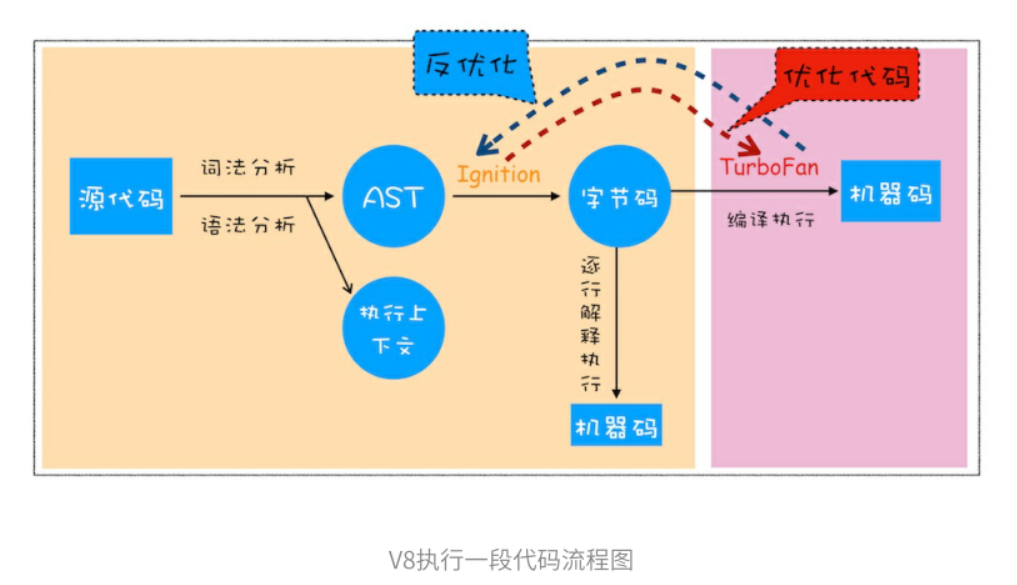 反优化
优化代码
源代码
词法分析
语法分析
AST
Ignition
字节码
TurboFan
编译执行
机器码
执行上
下文
逐
行
解
释
执
行
机器码
V8执行一段代码流程图